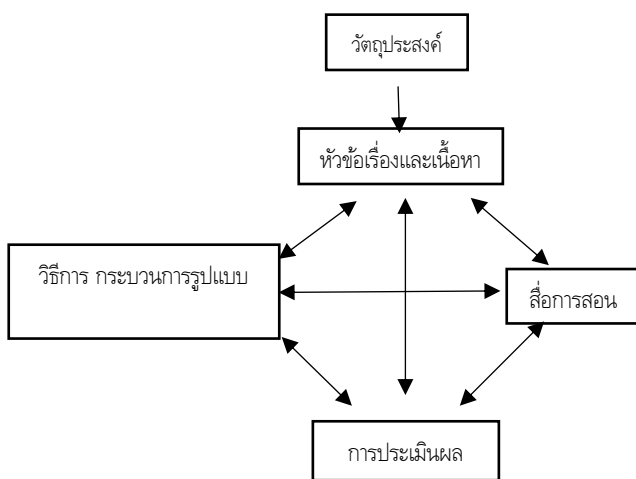 วัตถุประสงค์
หัวข้อเรื่องและเนื้อหา
วิธีการ กระบวนการรูปแบบ
สื่อการสอน
การประเมินผล